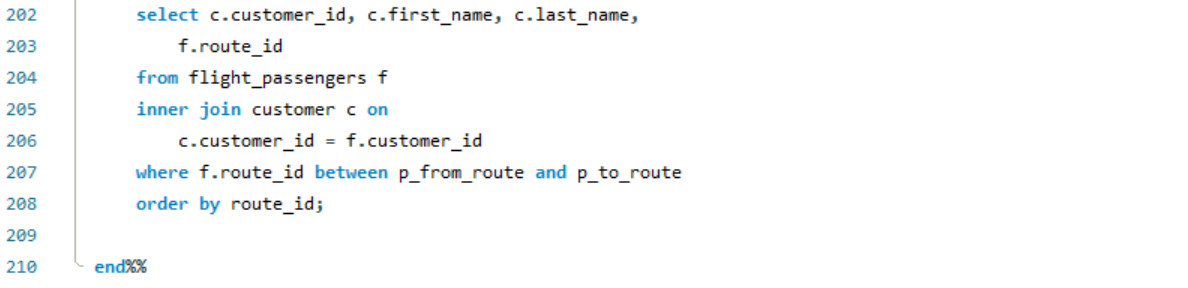 202 select c.customer_id, c.first_name, c.last_name,
203 f.route_id
204 from flight_passengers f
205 inner join customer c on
206 c.customer_id = f.customer_id
207 where f.route_id between p_from_route and p_to_route
208 order by route_id;
209
210 end%%